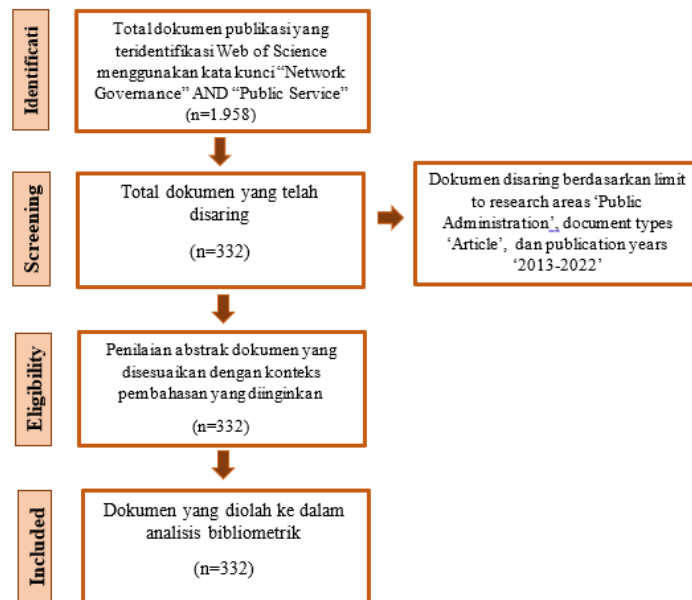 Identificati
Total dokumen publikasi yang
teridentifikasi Web of Science
menggunakan kata kunci “Network
Governance” AND “Public Service”
(n=1.958)
Screening
Total dokumen yang telah
disaring
(n=332)
Dokumen disaring berdasarkan limit
to research areas ‘Public
Administration’, document types
‘Article’, dan publication years
‘2013-2022’
Eligibility
Penilaian abstrak dokumen yang
disesuaikan dengan konteks
pembahasan yang diinginkan
(n=332)
Included
Dokumen yang diolah ke dalam
analisis bibliometrik
(n=332)